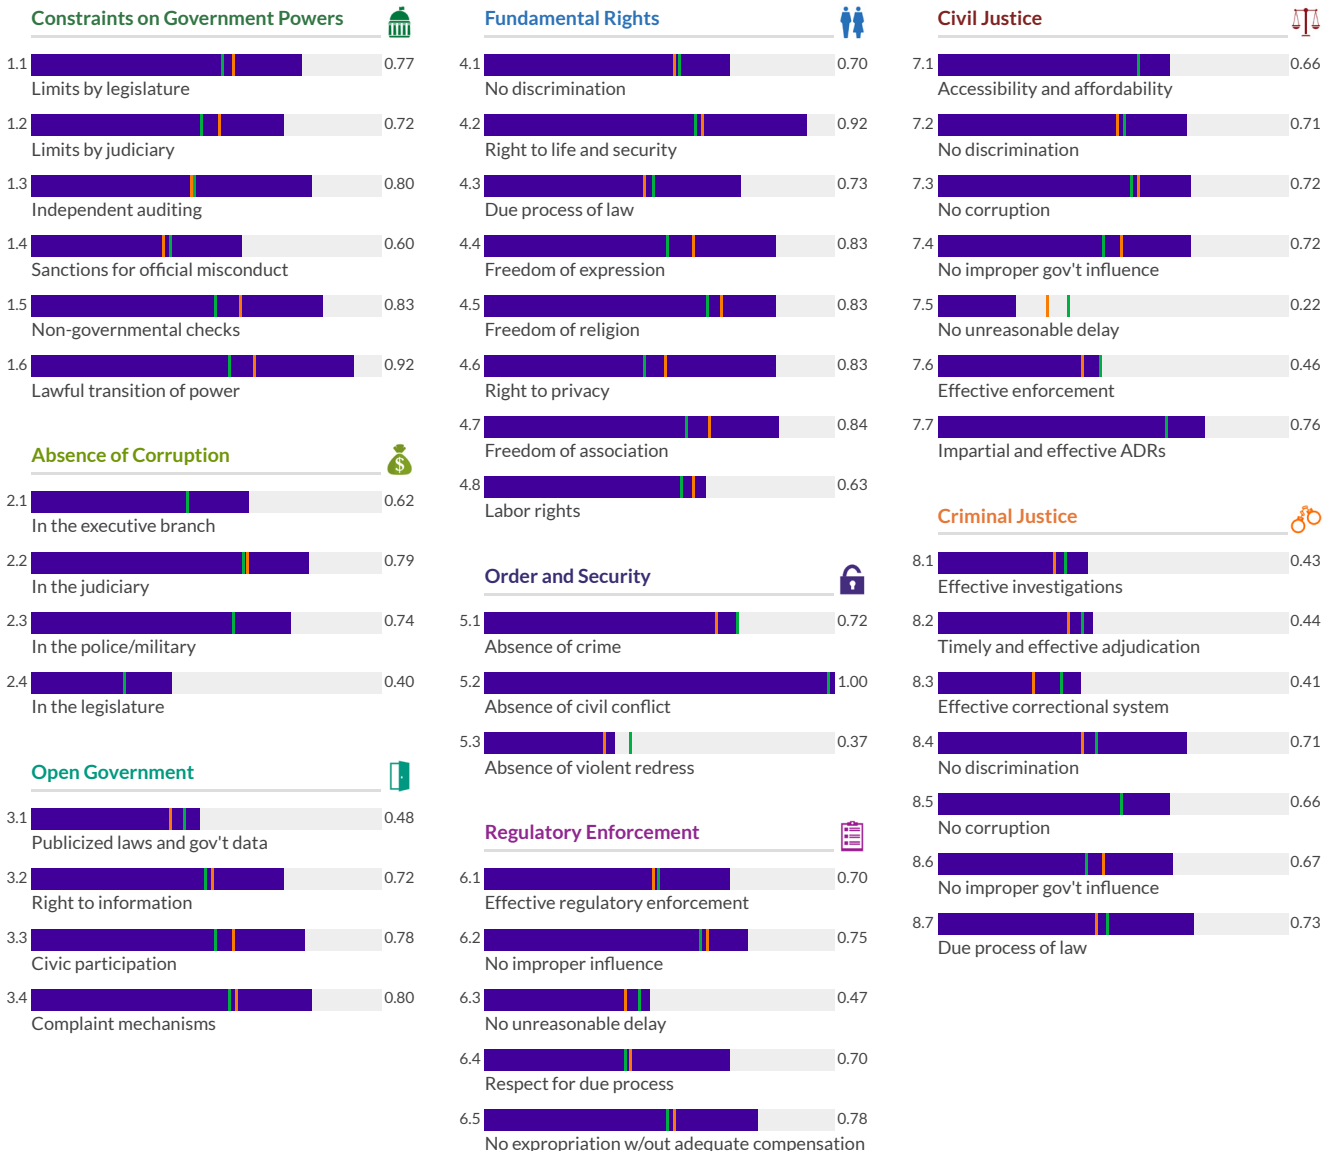 Constraints on Government Powers
1.1 0.77
Limits by legislature
1.2 0.72
Limits by judiciary
1.3 0.80
Independent auditing
1.4 0.60
Sanctions for official misconduct
1.5 0.83
Non-governmental checks
1.6 0.92
Lawful transition of power
Absence of Corruption
$
2.1 0.62
In the executive branch
2.2 0.79
In the judiciary
2.3 0.74
In the police/military
2.4 0.40
In the legislature
Open Government
3.1 0.48
Publicized laws and gov't data
3.2 0.72
Right to information
3.3 0.78
Civic participation
3.4 0.80
Complaint mechanisms
Fundamental Rights
4.1 0.70
No discrimination
4.2 0.92
Right to life and security
4.3 0.73
Due process of law
4.4 0.83
Freedom of expression
4.5 0.83
Freedom of religion
4.6 0.83
Right to privacy
4.7 0.84
Freedom of association
4.8 0.63
Labor rights
Order and Security
5.1 0.72
Absence of crime
5.2 1.00
Absence of civil conflict
5.3 0.37
Absence of violent redress
Regulatory Enforcement
6.1 0.70
Effective regulatory enforcement
6.2 0.75
No improper influence
6.3 0.47
No unreasonable delay
6.4 0.70
Respect for due process
6.5 0.78
No expropriation w/out adequate compensation
Civil Justice
7.1 0.66
Accessibility and affordability
7.2 0.71
No discrimination
7.3 0.72
No corruption
7.4 0.72
No improper gov't influence
7.5 0.22
No unreasonable delay
7.6 0.46
Effective enforcement
7.7 0.76
Impartial and effective ADRs
Criminal Justice
8.1 0.43
Effective investigations
8.2 0.44
Timely and effective adjudication
8.3 0.41
Effective correctional system
8.4 0.71
No discrimination
8.5 0.66
No corruption
8.6 0.67
No improper gov't influence
8.7 0.73
Due process of law